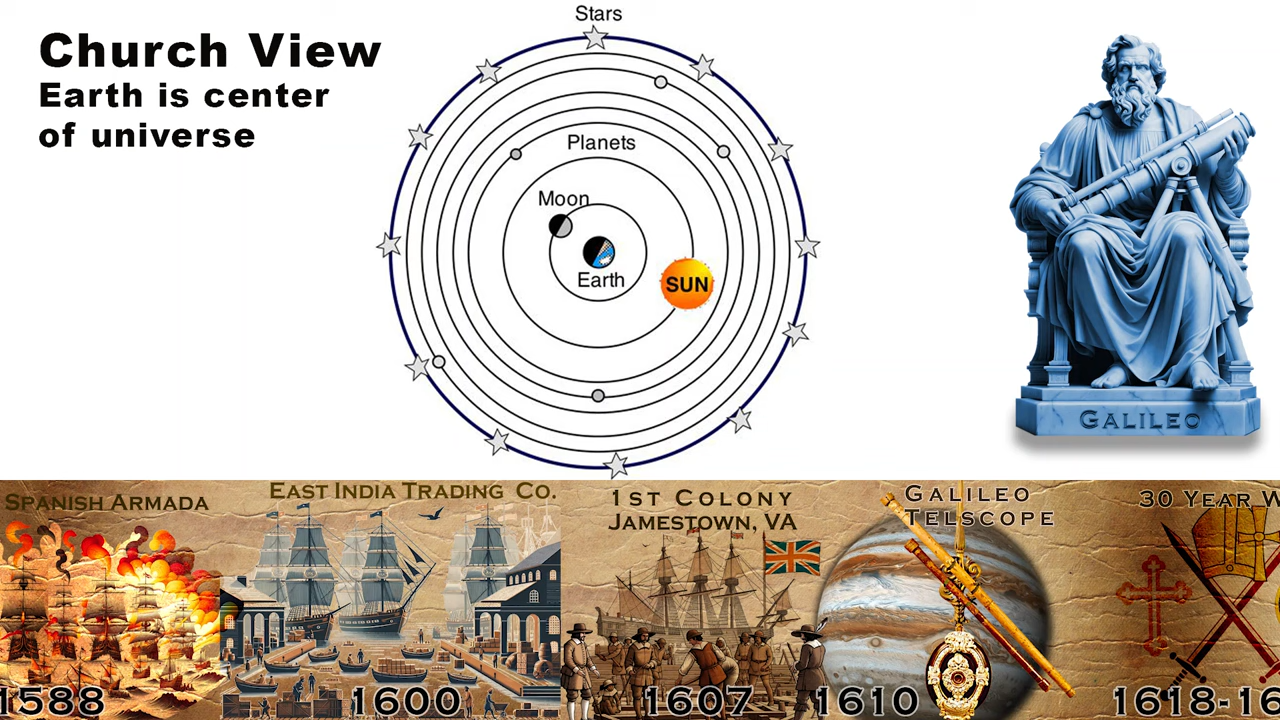 Church View
Earth is center
of universe
Stars
Planets
Moon
Earth
SUN
GALILEO
SPANISH ARMADA
EAST INDIA TRADING CO.
1ST COLONY
JAMESTOWN, VA
GALILEO
TELSCOPE
30 YEAR W
1588
1600
1607
1610
1618-16